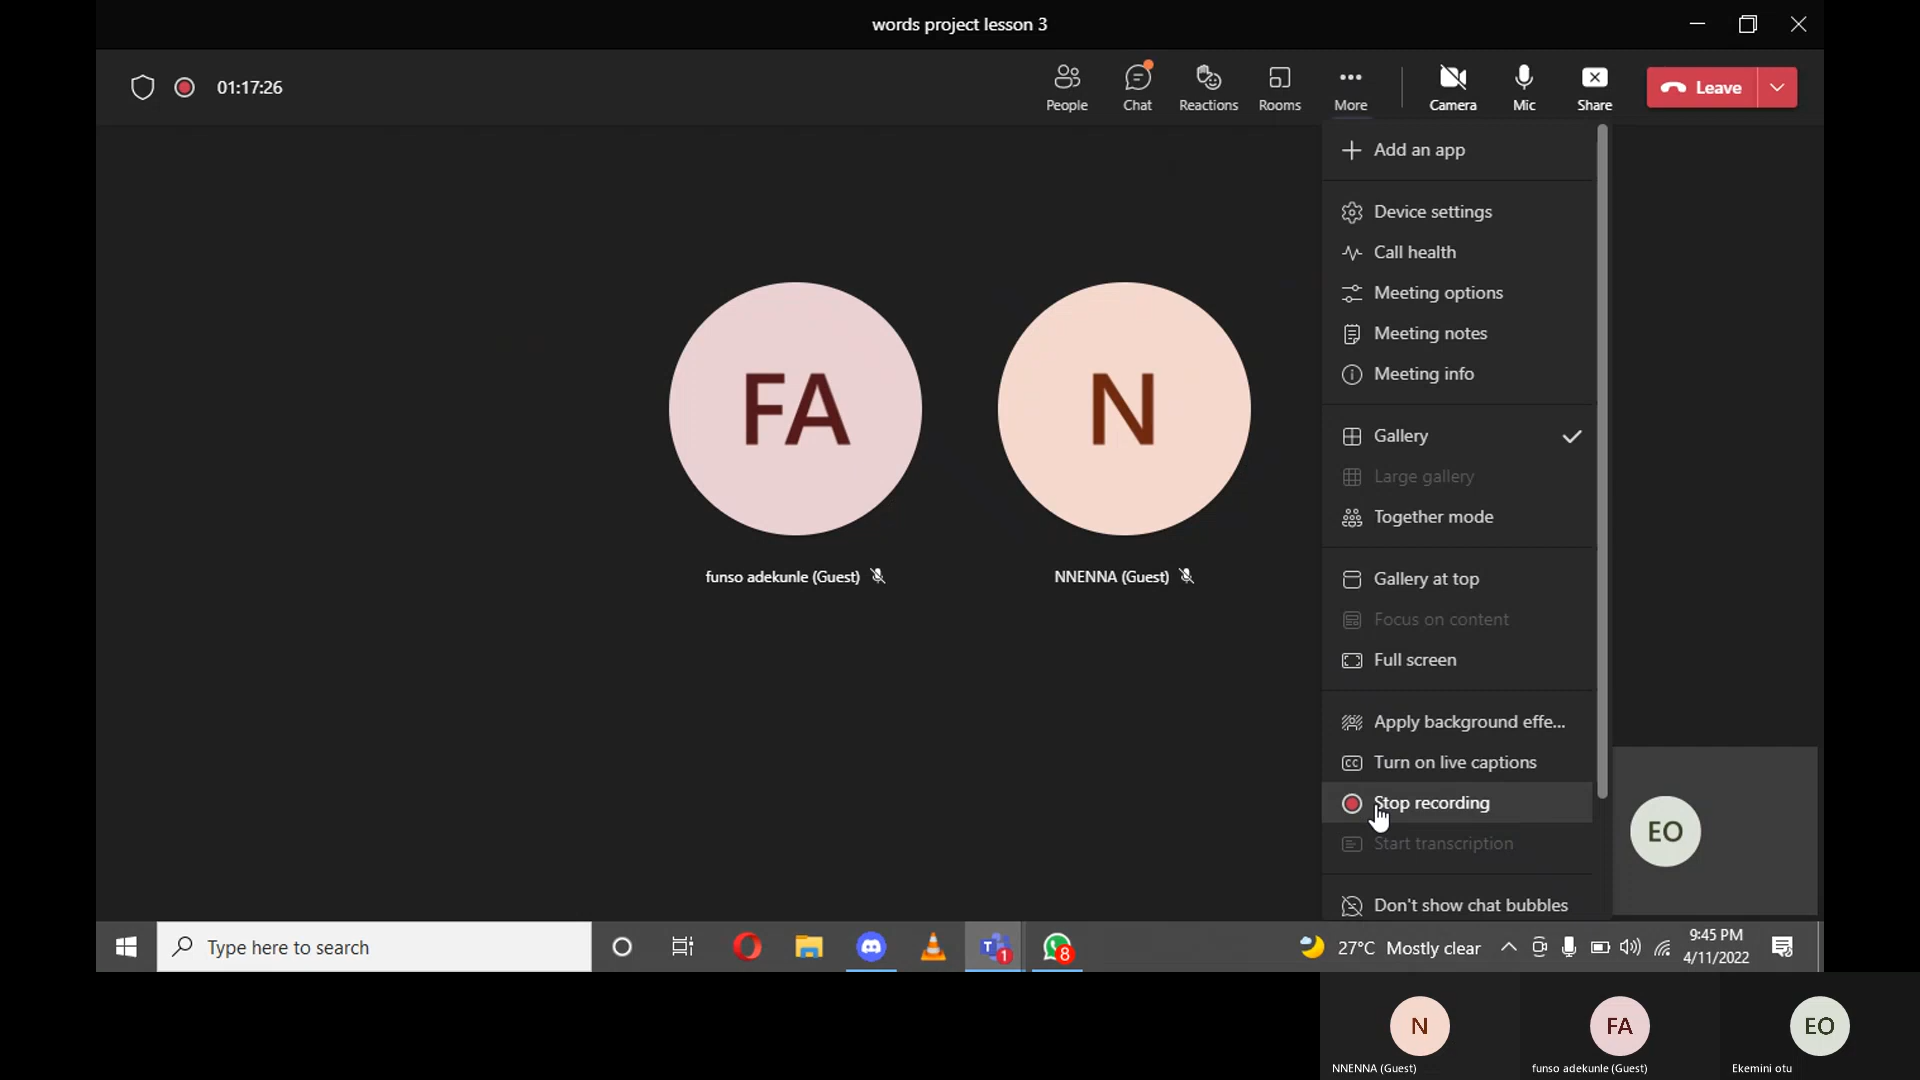 words project lesson 3
01:17:26
People
Chat
Reactions
Rooms
More
Camera
Mic
Share
Leave
Add an app
Device settings
Call health
Meeting options
Meeting notes
Meeting info
Gallery
Large gallery
Together mode
Gallery at top
Focus on content
Full screen
Apply background effe...
Turn on live captions
Stop recording
Start transcription
Don't show chat bubbles
FA
N
funso adekunle (Guest)
NNENNA (Guest)
EO
Type here to search
1
8
27°C Mostly clear
9:45 PM
4/11/2022
N
FA
EO
NNENNA (Guest)
funso adekunle (Guest)
Ekemini otu